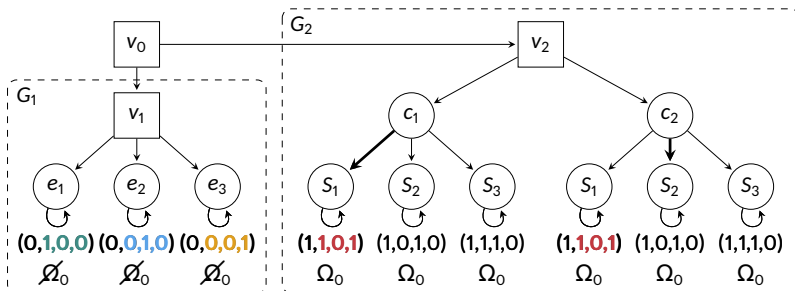 v0 G2 v2
G1 v1 c1 c2
e1 e2 e3 S1 S2 S3 S1 S2 S3
(0,1,0,0) (0,0,1,0) (0,0,0,1) (1,1,0,1) (1,0,1,0) (1,1,1,0) (1,1,0,1) (1,0,1,0) (1,1,1,0)
Ω̸0 Ω̸0 Ω̸0 Ω0 Ω0 Ω0 Ω0 Ω0 Ω0